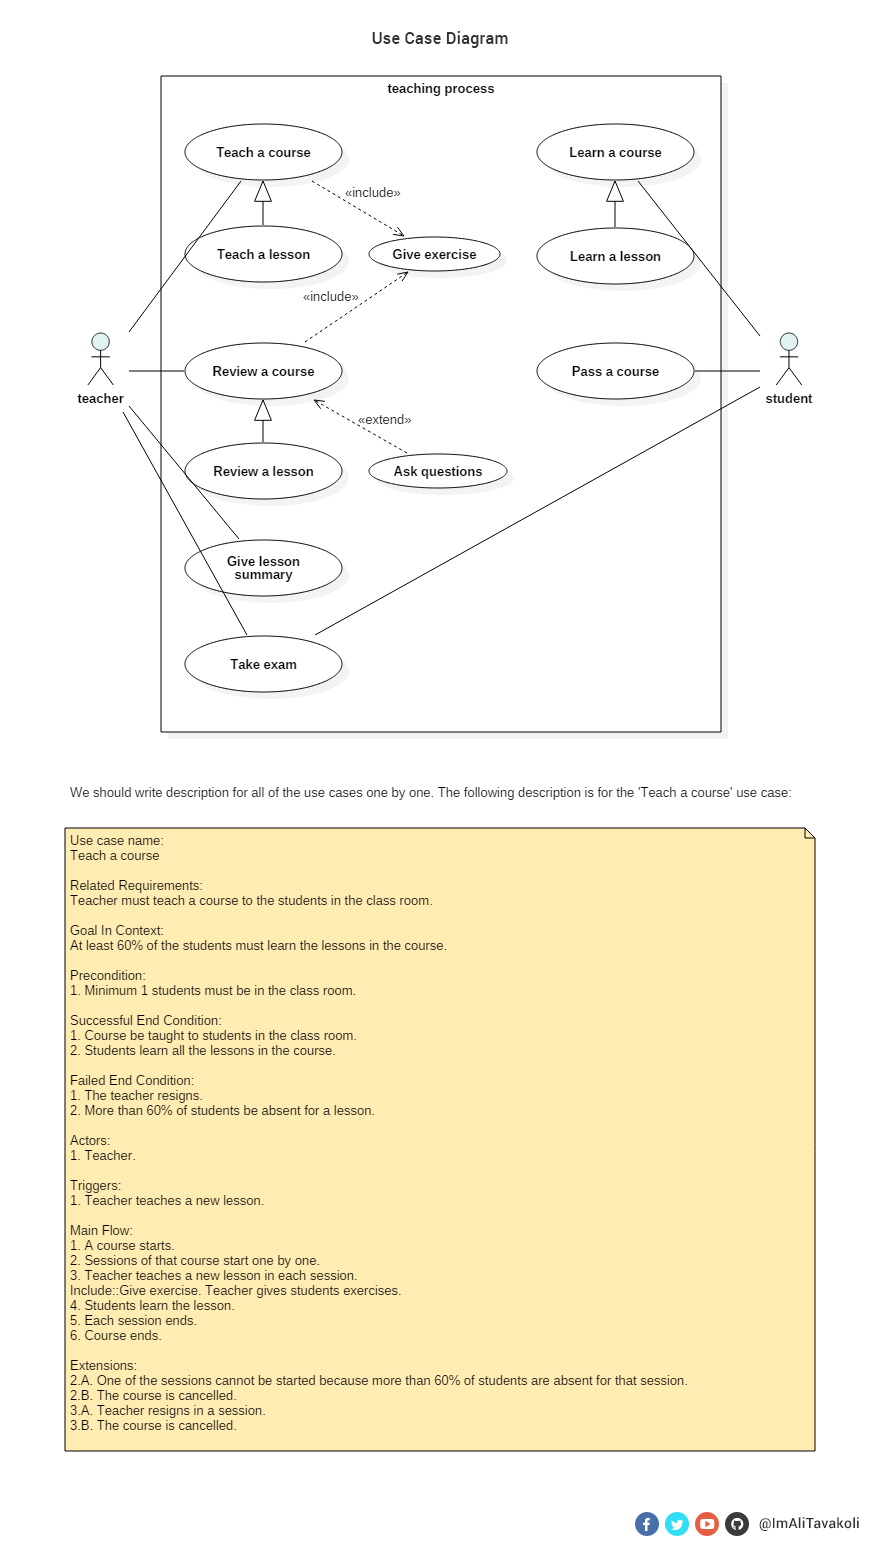 Use Case Diagram
teaching process
Teach a course
Learn a course
«include»
Teach a lesson
Give exercise
Learn a lesson
«include»
Review a course
Pass a course
teacher
student
«extend»
Review a lesson
Ask questions
Give lesson
summary
Take exam
We should write description for all of the use cases one by one. The following description is for the 'Teach a course' use case:
Use case name:
Teach a course
Related Requirements:
Teacher must teach a course to the students in the class room.
Goal In Context:
At least 60% of the students must learn the lessons in the course.
Precondition:
1. Minimum 1 students must be in the class room.
Successful End Condition:
1. Course be taught to students in the class room.
2. Students learn all the lessons in the course.
Failed End Condition:
1. The teacher resigns.
2. More than 60% of students be absent for a lesson.
Actors:
1. Teacher.
Triggers:
1. Teacher teaches a new lesson.
Main Flow:
1. A course starts.
2. Sessions of that course start one by one.
3. Teacher teaches a new lesson in each session.
Include::Give exercise. Teacher gives students exercises.
4. Students learn the lesson.
5. Each session ends.
6. Course ends.
Extensions:
2.A. One of the sessions cannot be started because more than 60% of students are absent for that session.
2.B. The course is cancelled.
3.A. Teacher resigns in a session.
3.B. The course is cancelled.
@ImAliTavakoli